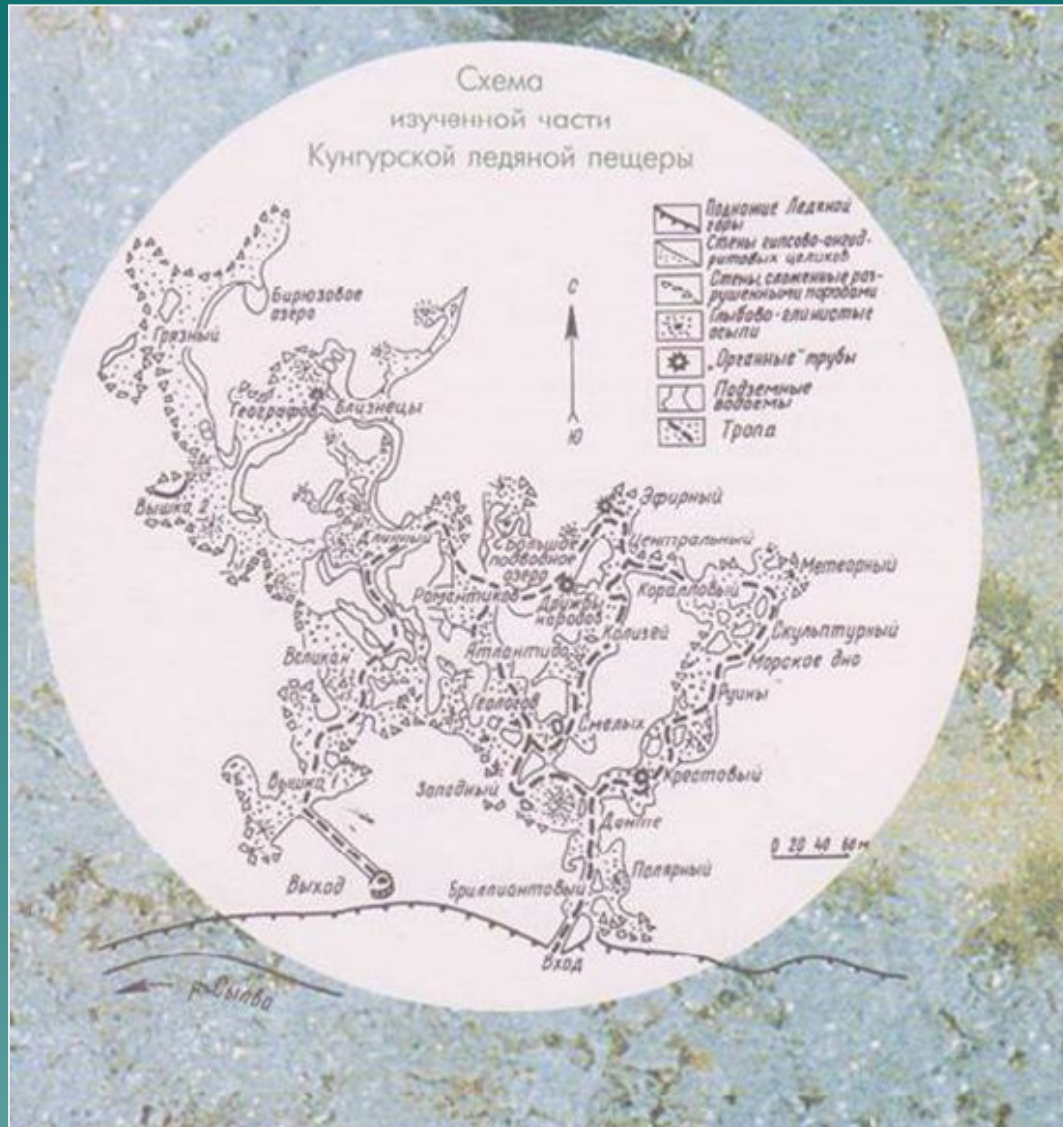 Схема
изученной части
Кунгурской ледяной пещеры
Подножие Ледяной
горы
Стены гипсово-ангид-
ритовых целиков
Стены, сложенные раз-
рушенными породами
Глыбово-глинистые
осыпи
„Органные" трубы
Подземные
водоемы
Тропа
С
Ю
Бирюзовое
озеро
Грязный
Географов
Близнецы
Вышка 2
Длинный
Эфирный
Центральный
Большое
подводное
озеро
Метеорный
Романтиков
Дружбы
народов
Коралловый
Скульптурный
Атлантида
Колизей
Морское дно
Великан
Геологов
Руины
Смелых
Вышка
Западный
Крестовый
Данте
0 20 40 60 м
Полярный
Бриллиантовый
Выход
Вход
р. Сылва